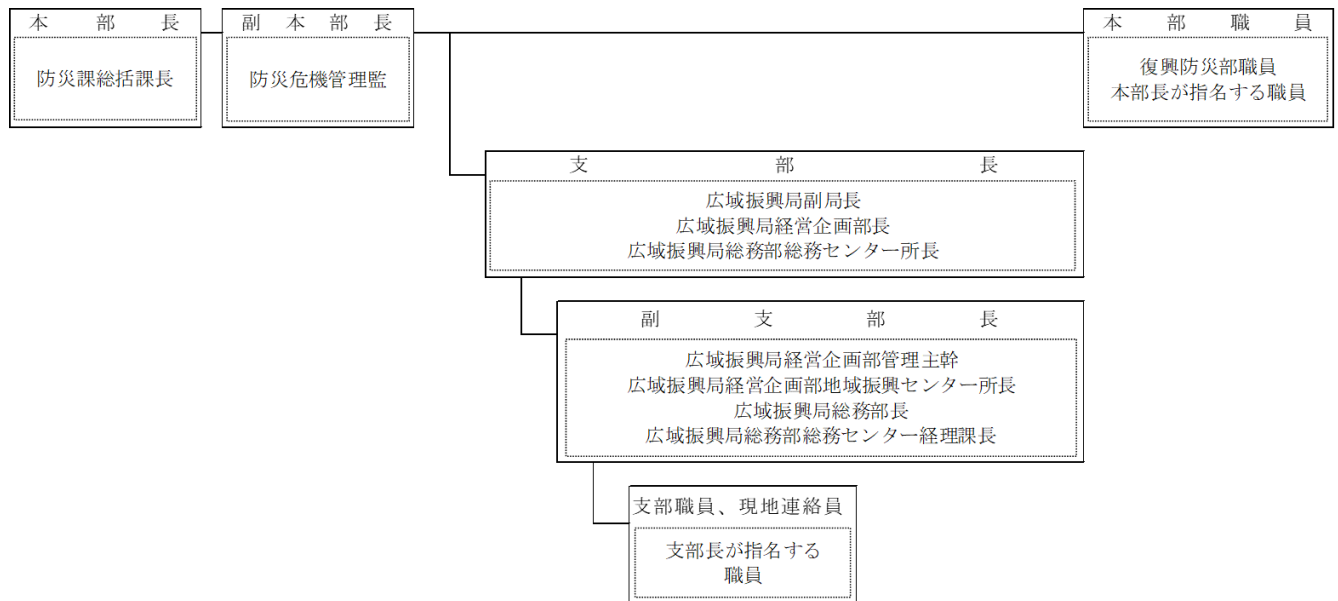 本部長
防災課総括課長
副本部長
防災危機管理監
本部職員
復興防災部職員
本部長が指名する職員
支部長
広域振興局副局長
広域振興局経営企画部長
広域振興局総務部総務センター所長
副支部長
広域振興局経営企画部管理主幹
広域振興局経営企画部地域振興センター所長
広域振興局総務部長
広域振興局総務部総務センター経理課長
支部職員、現地連絡員
支部長が指名する
職員